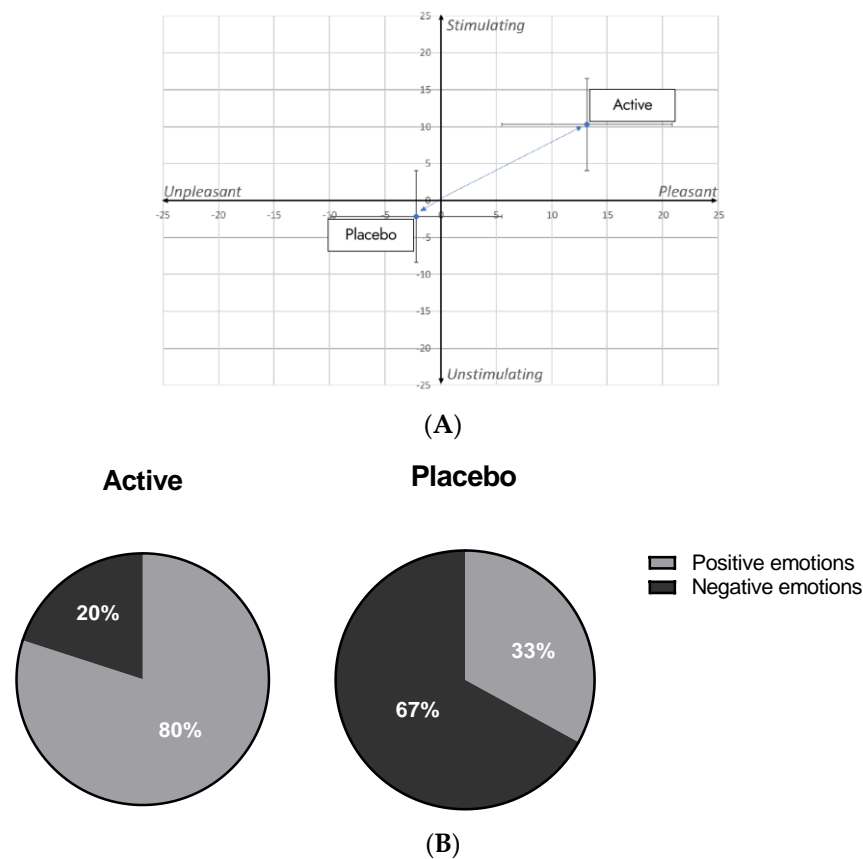 25
Stimulating
20
15
Active
10
5
Unpleasant
0
Pleasant
-25 -20 -15 -10 -5 0 5 10 15 20 25
Placebo
-5
-10
-15
-20
-25
Unstimulating
(A)
Active
Placebo
Positive emotions
Negative emotions
20%
33%
80%
67%
(B)